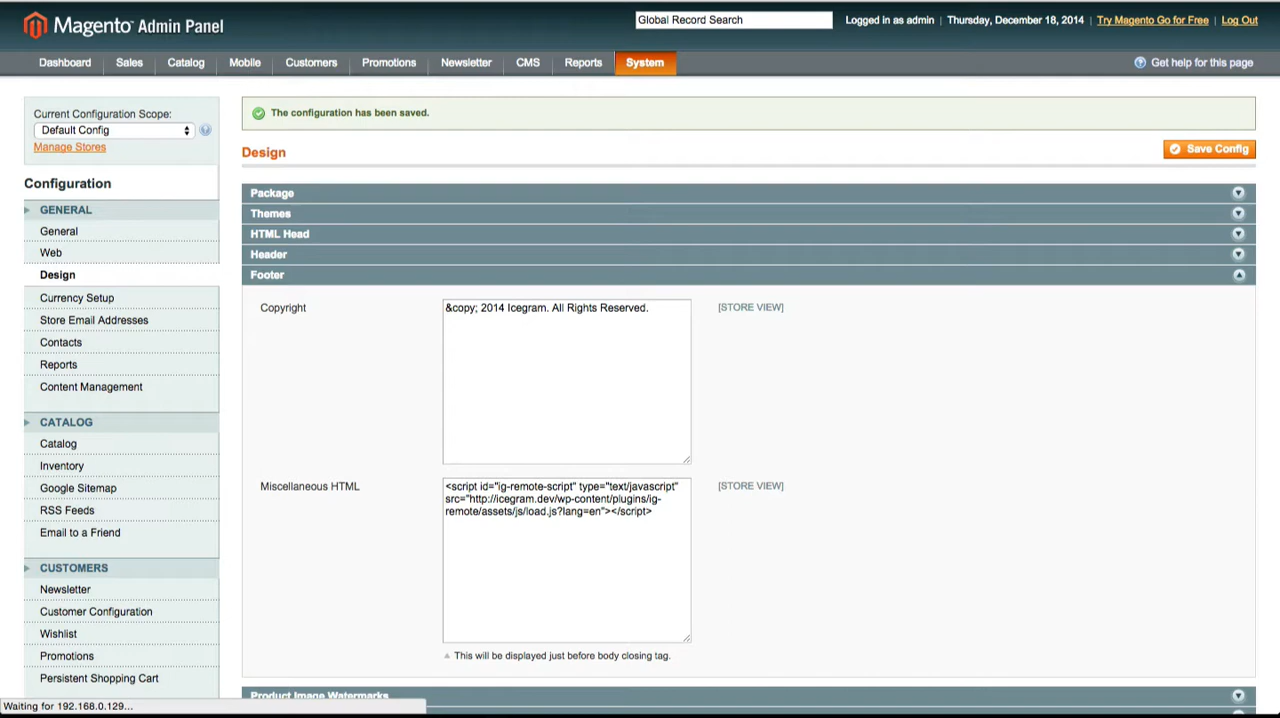 Magento Admin Panel
Global Record Search
Logged in as admin | Thursday, December 18, 2014 | Try Magento Go for Free | Log Out
Dashboard Sales Catalog Mobile Customers Promotions Newsletter CMS Reports System
Get help for this page
Current Configuration Scope:
Default Config
Manage Stores
Configuration
GENERAL
General
Web
Design
Currency Setup
Store Email Addresses
Contacts
Reports
Content Management
CATALOG
Catalog
Inventory
Google Sitemap
RSS Feeds
Email to a Friend
CUSTOMERS
Newsletter
Customer Configuration
Wishlist
Promotions
Persistent Shopping Cart
The configuration has been saved.
Design
Save Config
Package
Themes
HTML Head
Header
Footer
Copyright
&copy; 2014 Icegram. All Rights Reserved.
[STORE VIEW]
Miscellaneous HTML
<script id="ig-remote-script" type="text/javascript"
src="http://icegram.dev/wp-content/plugins/ig-
remote/assets/js/load.js?lang=en"></script>
[STORE VIEW]
This will be displayed just before body closing tag.
Product Image Watermarks
Waiting for 192.168.0.129...